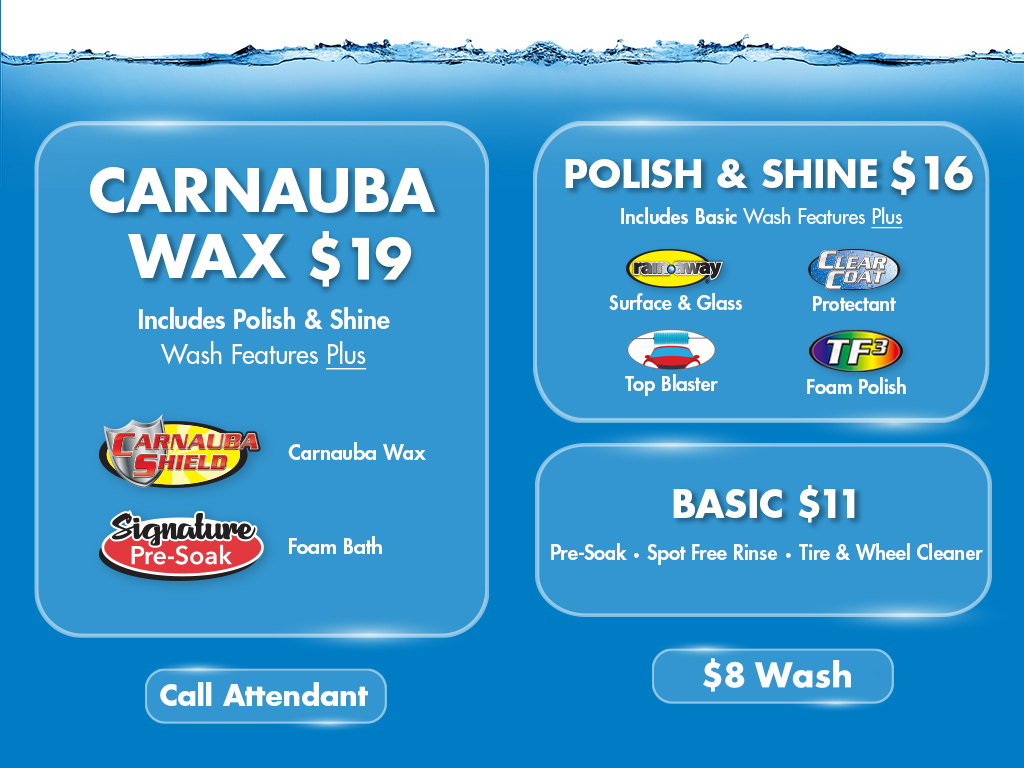 CARNAUBA
WAX $19
Includes Polish & Shine
Wash Features Plus
CARNAUBA
SHIELD
Carnauba Wax
Signature
Pre-Soak
Foam Bath
Call Attendant
POLISH & SHINE $16
Includes Basic Wash Features Plus
rain away
Surface & Glass
CLEAR
COAT
Protectant
Top Blaster
TF3
Foam Polish
BASIC $11
Pre-Soak • Spot Free Rinse • Tire & Wheel Cleaner
$8 Wash